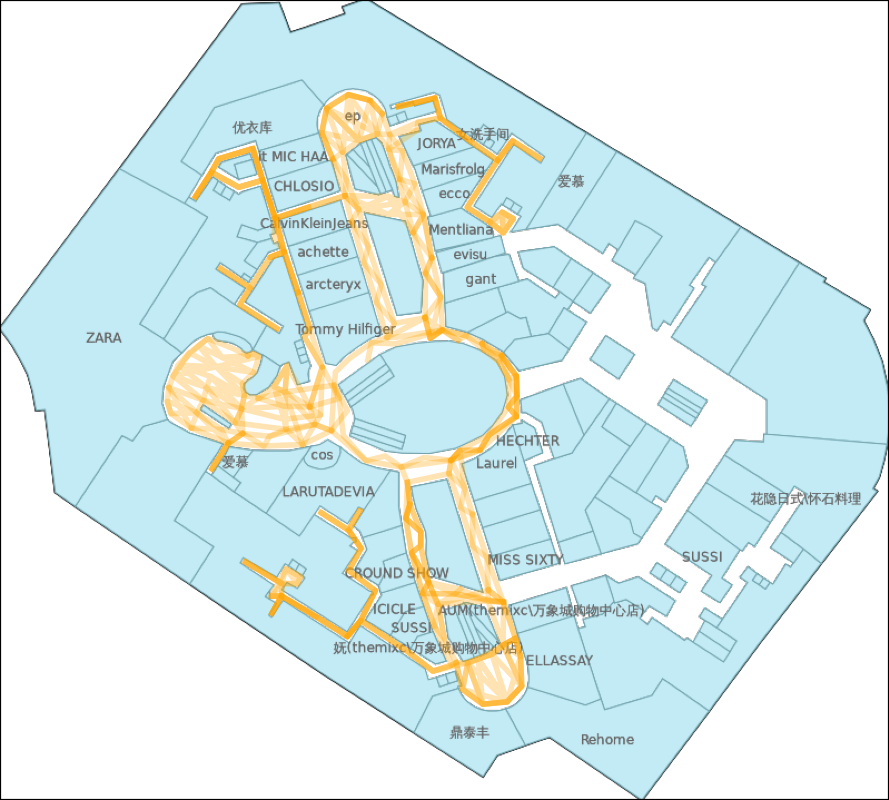 ep
优衣库
女洗手间
JORYA
it MIC HAA
Marisfrolg
爱慕
CHLOSIO
ecco
CalvinKleinJeans
Mentliana
achette
evisu
gant
arcteryx
Tommy Hilfiger
ZARA
HECHTER
cos
爱慕
Laurel
LARUTADEVIA
花隐日式\怀石料理
MISS SIXTY
SUSSI
CROUND SHOW
ICICLE
AUM(themixc\万象城购物中心店)
SUSSI
妩(themixc\万象城购物中心店)
ELLASSAY
鼎泰丰
Rehome